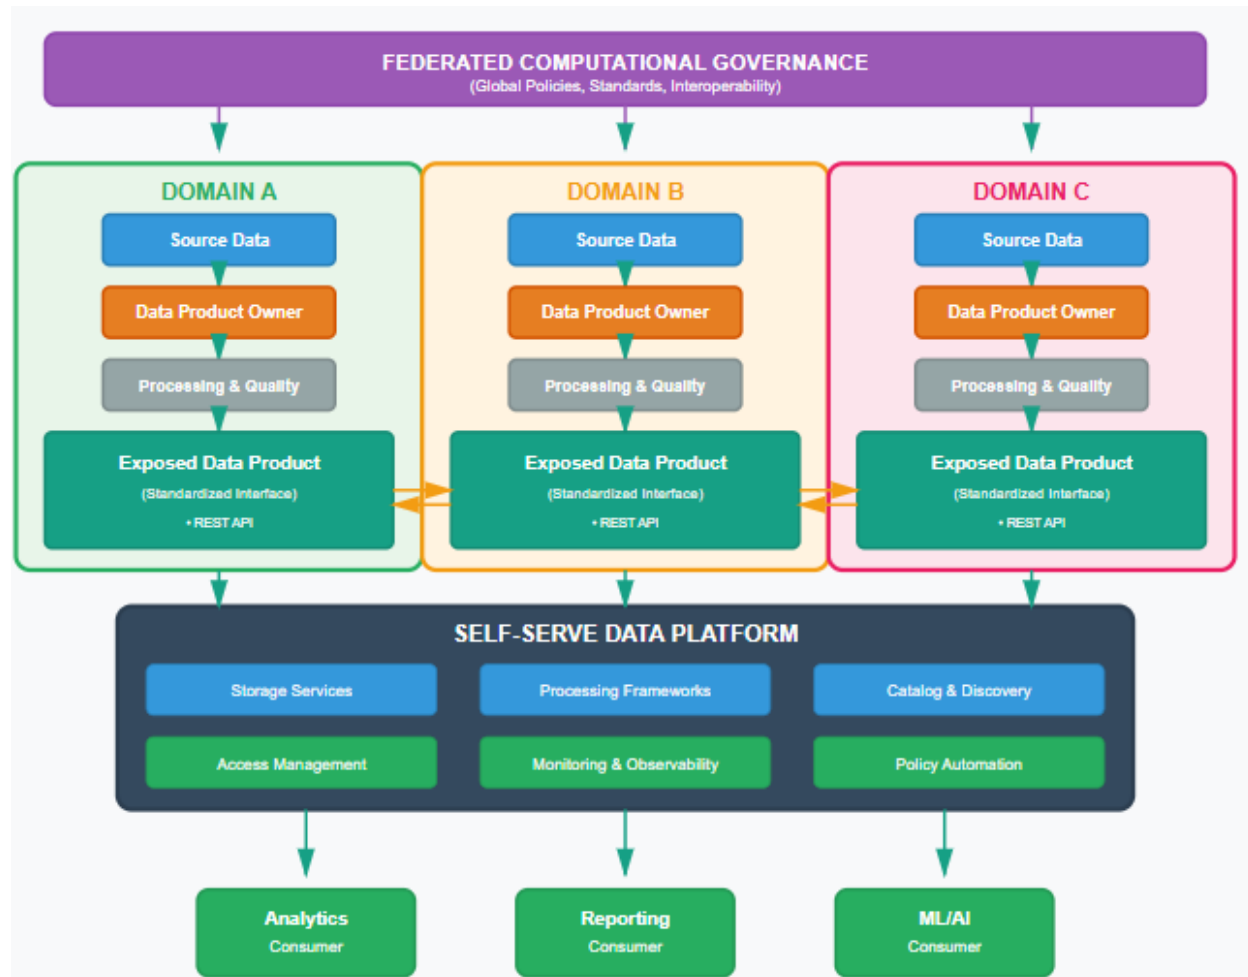 FEDERATED COMPUTATIONAL GOVERNANCE
(Global Policies, Standards, Interoperability)
DOMAIN A
Source Data
Data Product Owner
Processing & Quality
Exposed Data Product
(Standardized Interface)
• REST API
DOMAIN B
Source Data
Data Product Owner
Processing & Quality
Exposed Data Product
(Standardized Interface)
• REST API
DOMAIN C
Source Data
Data Product Owner
Processing & Quality
Exposed Data Product
(Standardized Interface)
• REST API
SELF-SERVE DATA PLATFORM
Storage Services
Processing Frameworks
Catalog & Discovery
Access Management
Monitoring & Observability
Policy Automation
Analytics
Consumer
Reporting
Consumer
ML/AI
Consumer